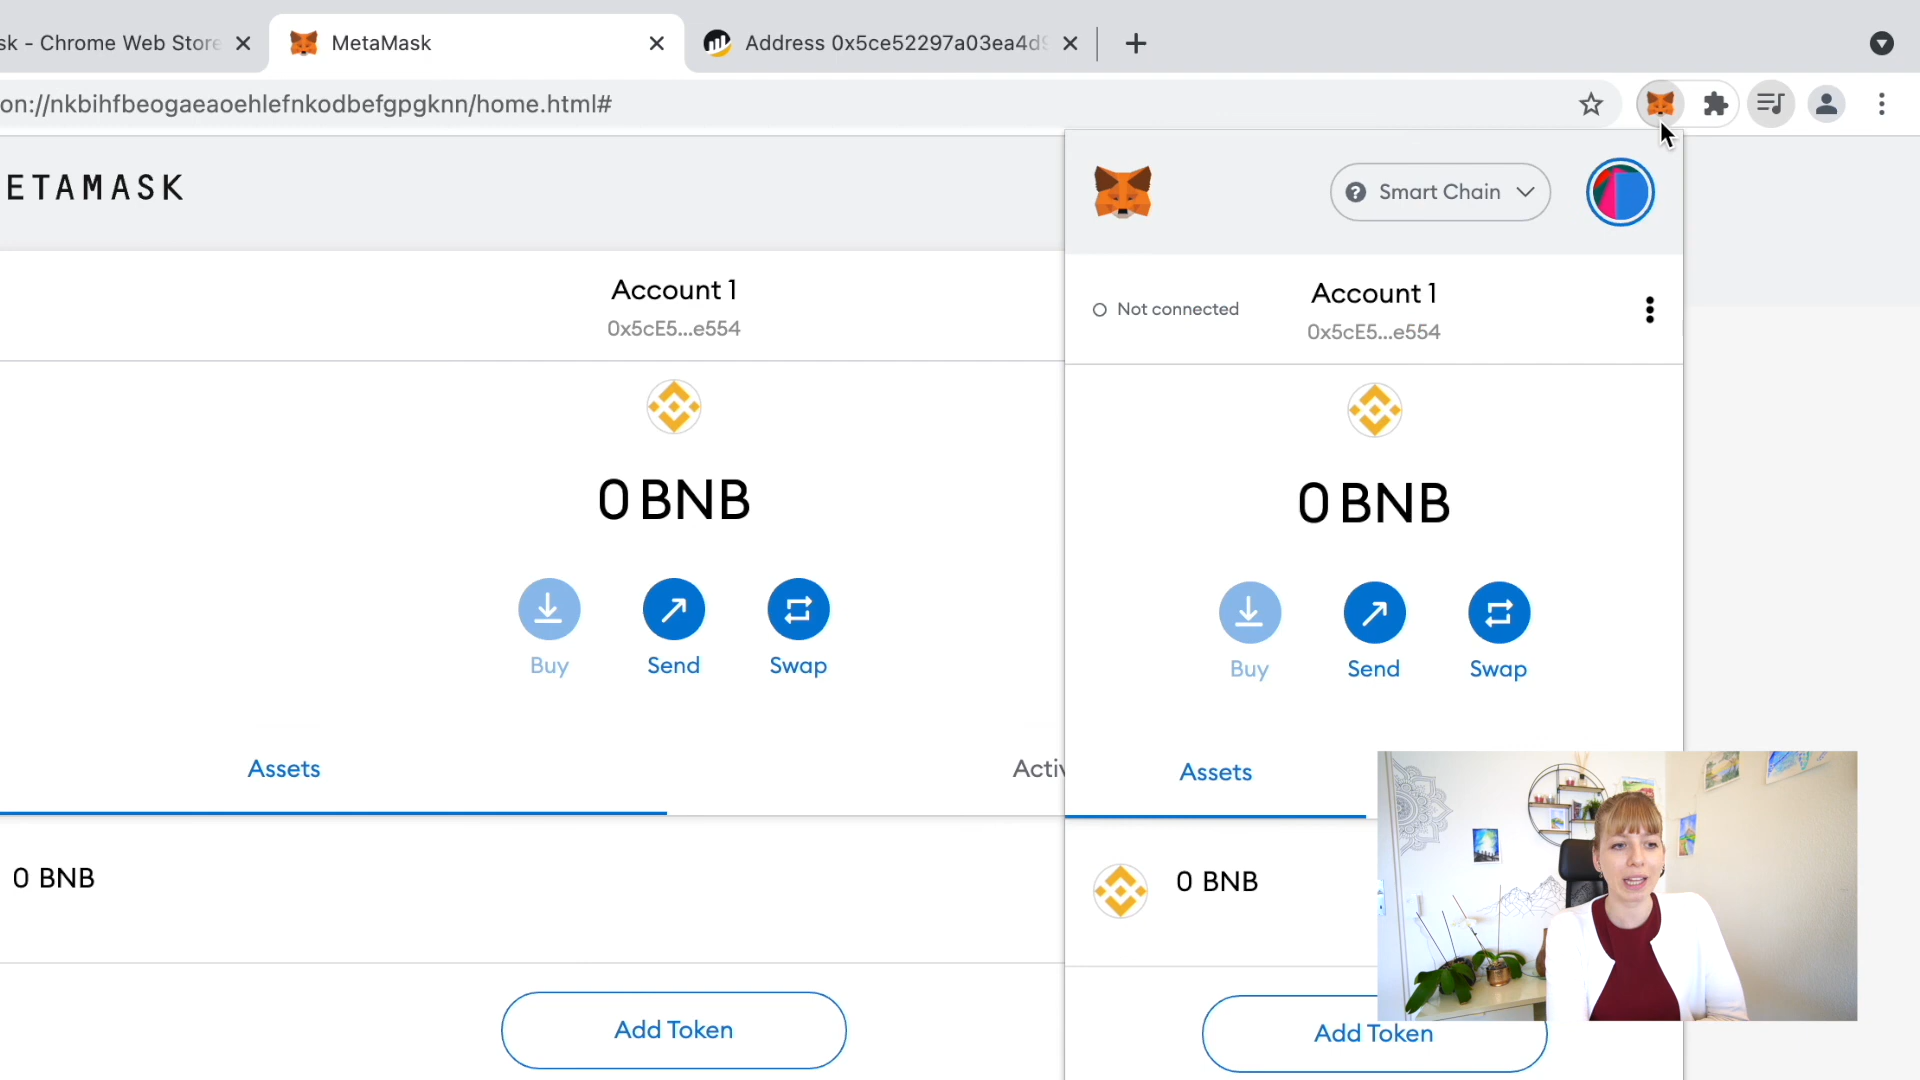 sk - Chrome Web Store
MetaMask
Address 0x5ce52297a03ea4d9
on://nkbihfbeogaeaoehlefnkodbefgpgknn/home.html#
ETAMASK
Smart Chain
Account 1
0x5cE5...e554
Not connected
Account 1
0x5cE5...e554
0 BNB
0 BNB
Buy
Send
Swap
Buy
Send
Swap
Assets
Activ
Assets
0 BNB
0 BNB
Add Token
Add Token